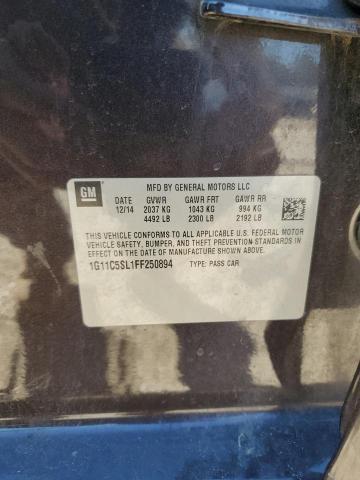 GM
MFD BY GENERAL MOTORS LLC
DATE GVWR GAWR FRT GAWR RR
12/14 2037 KG 1043 KG 994 KG
4492 LB 2300 LB 2192 LB
THIS VEHICLE CONFORMS TO ALL APPLICABLE U.S. FEDERAL MOTOR
VEHICLE SAFETY, BUMPER, AND THEFT PREVENTION STANDARDS IN
EFFECT ON THE DATE OF MANUFACTURE SHOWN ABOVE.
1G11C5SL1FF250894 TYPE: PASS CAR